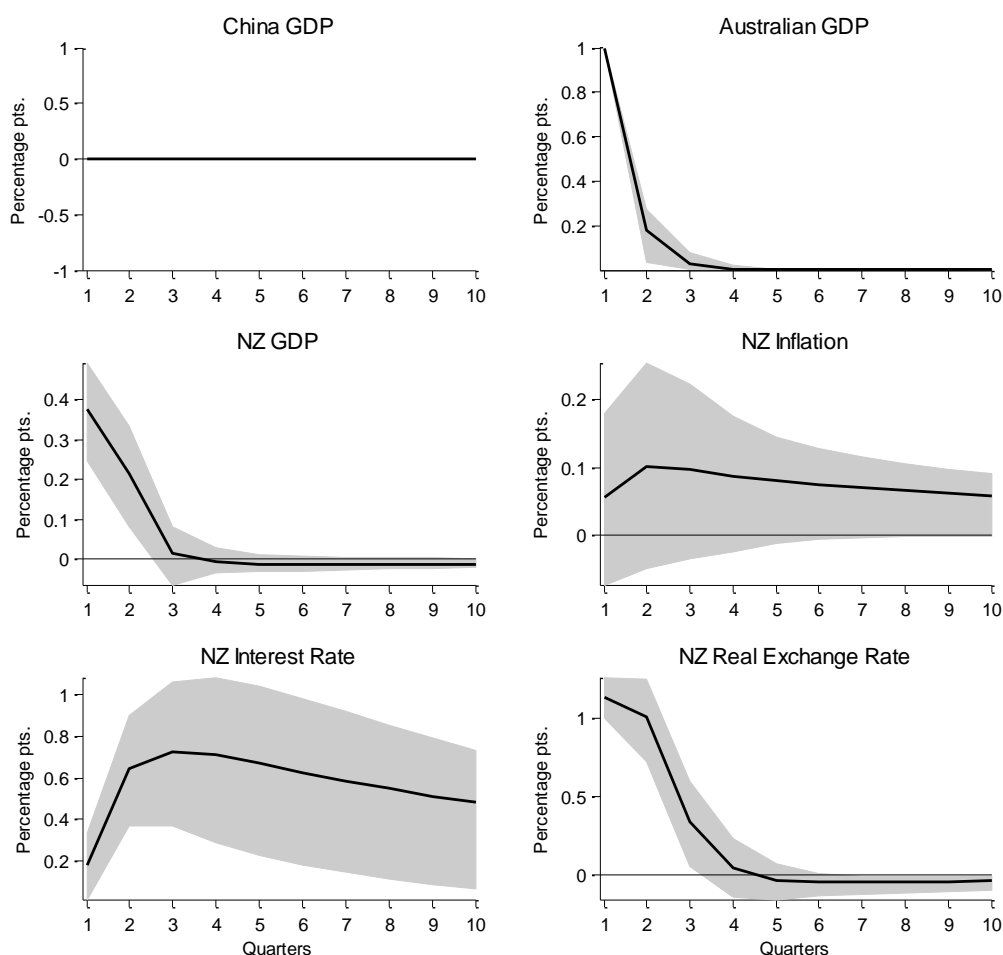 China GDP
Percentage pts.
1
0.5
0
-0.5
-1
1 2 3 4 5 6 7 8 9 10
Australian GDP
Percentage pts.
1
0.8
0.6
0.4
0.2
1 2 3 4 5 6 7 8 9 10
NZ GDP
Percentage pts.
0.4
0.3
0.2
0.1
0
1 2 3 4 5 6 7 8 9 10
NZ Inflation
Percentage pts.
0.2
0.1
0
1 2 3 4 5 6 7 8 9 10
NZ Interest Rate
Percentage pts.
1
0.8
0.6
0.4
0.2
1 2 3 4 5 6 7 8 9 10
Quarters
NZ Real Exchange Rate
Percentage pts.
1
0.5
0
1 2 3 4 5 6 7 8 9 10
Quarters